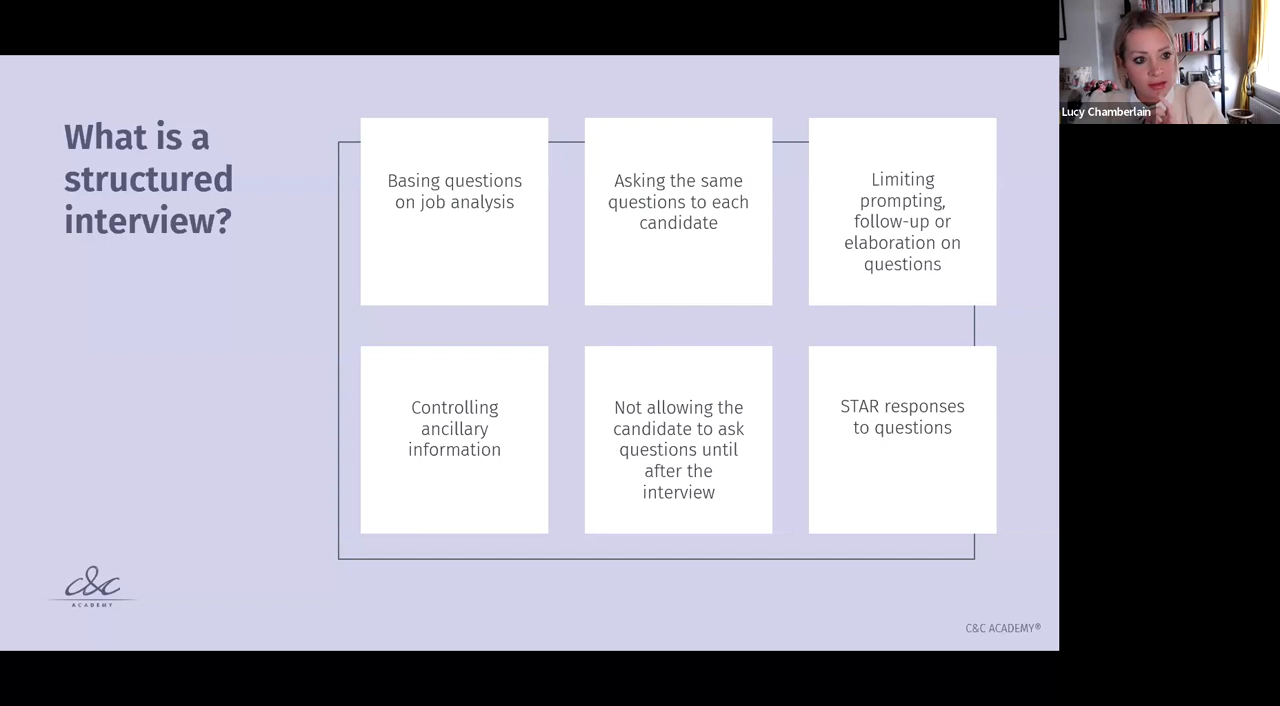 What is a
structured
interview?
Basing questions
on job analysis
Asking the same
questions to each
candidate
Limiting
prompting,
follow-up or
elaboration on
questions
Controlling
ancillary
information
Not allowing the
candidate to ask
questions until
after the
interview
STAR responses
to questions
c&c
ACADEMY
C&C ACADEMY®
Lucy Chamberlain